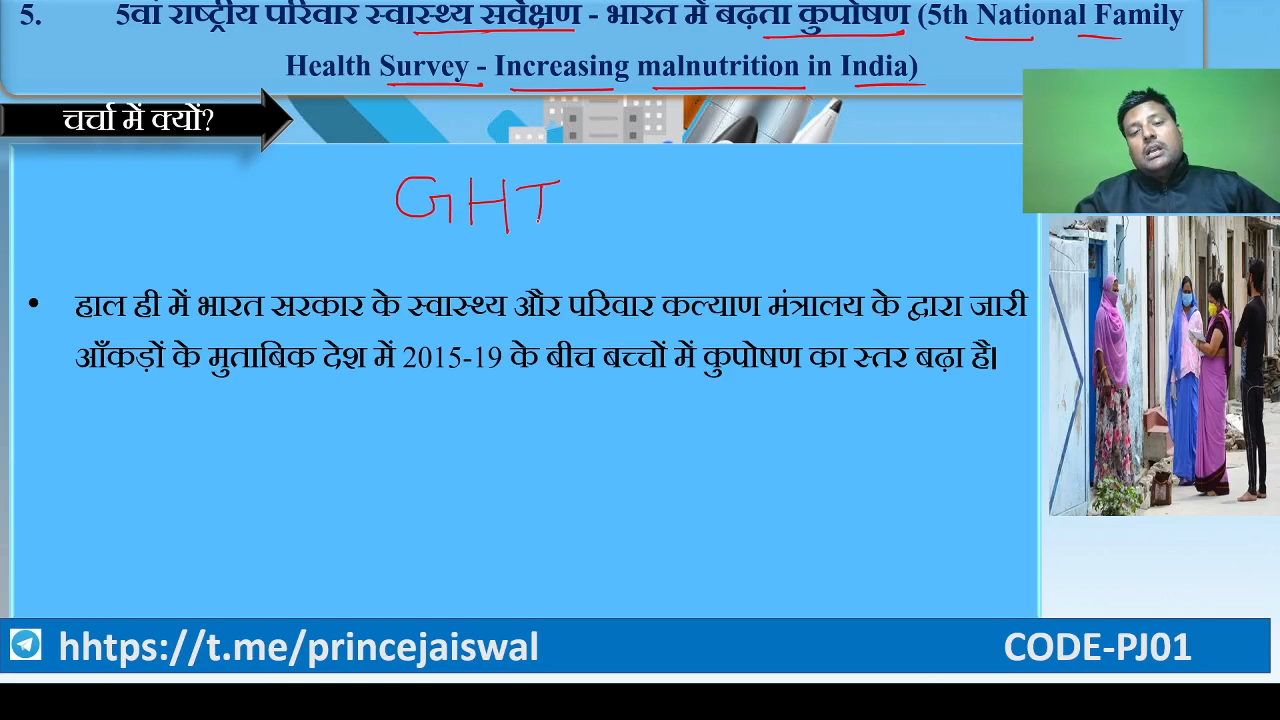 5. 5वां राष्ट्रीय परिवार स्वास्थ्य सर्वेक्षण - भारत में बढ़ता कुपोषण (5th National Family
Health Survey - Increasing malnutrition in India)
चर्चा में क्यों?
GHT
• हाल ही में भारत सरकार के स्वास्थ्य और परिवार कल्याण मंत्रालय के द्वारा जारी
आँकड़ों के मुताबिक देश में 2015-19 के बीच बच्चों में कुपोषण का स्तर बढ़ा है।
hhtps://t.me/princejaiswal CODE-PJ01